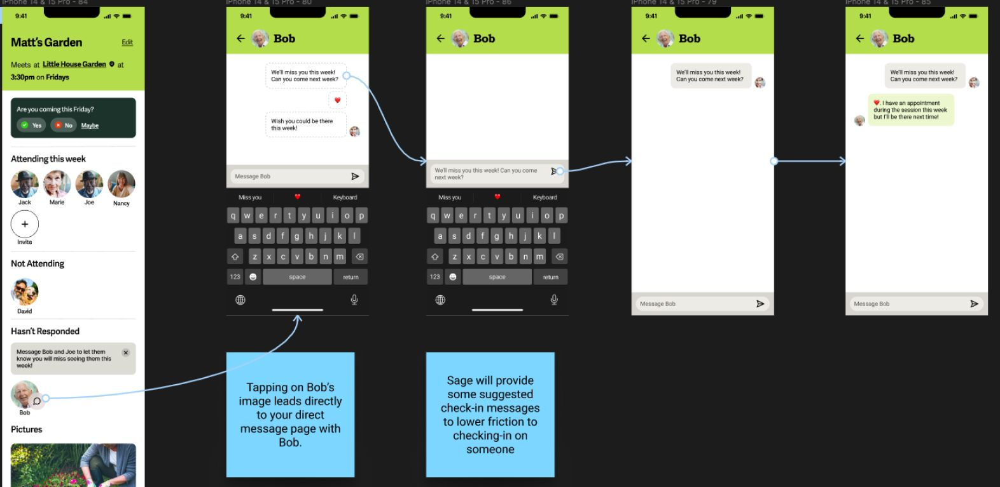 iPhone 14 & 15 Pro - 84
9:41
Matt's Garden
Edit
Meets at Little House Garden at
3:30pm on Fridays
Are you coming this Friday?
Yes
No
Maybe
Attending this week
Jack
Marie
Joe
Nancy
Invite
Not Attending
David
Hasn't Responded
Message Bob and Joe to let them
know you will miss seeing them this
week!
Bob
Pictures
iPhone 14 & 15 Pro - 80
9:41
Bob
We'll miss you this week!
Can you come next week?
❤️
Wish you could be there
this week!
Message Bob
Miss you
❤️
Keyboard
q w e r t y u i o p
a s d f g h j k l
z x c v b n m
123
space
return
Tapping on Bob's
image leads directly
to your direct
message page with
Bob.
iPhone 14 & 15 Pro - 86
9:41
Bob
We'll miss you this week! Can you come
next week?
Miss you
❤️
Keyboard
q w e r t y u i o p
a s d f g h j k l
z x c v b n m
123
space
return
Sage will provide
some suggested
check-in messages
to lower friction to
checking-in on
someone
iPhone 14 & 15 Pro - 79
9:41
Bob
We'll miss you this week!
Can you come next week?
Message Bob
iPhone 14 & 15 Pro - 85
9:41
Bob
We'll miss you this week!
Can you come next week?
❤️. I have an appointment
during the session this week
but I'll be there next time!
Message Bob